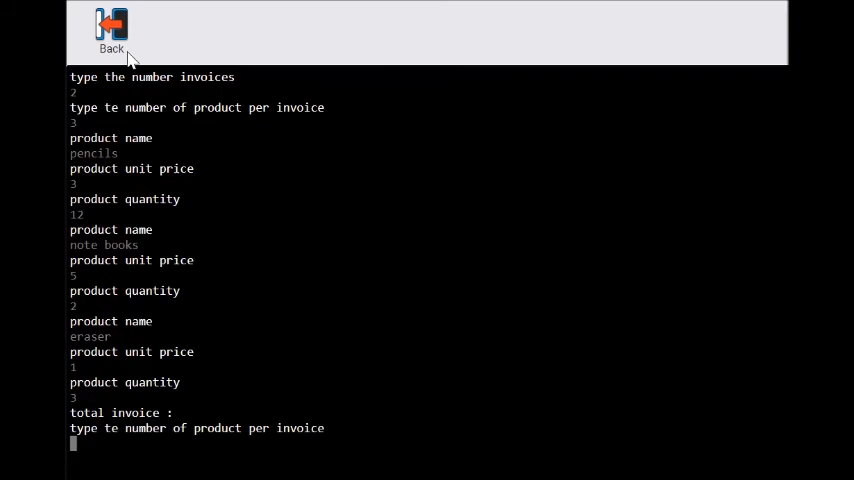 Back
type the number invoices
2
type te number of product per invoice
3
product name
pencils
product unit price
3
product quantity
12
product name
note books
product unit price
5
product quantity
2
product name
eraser
product unit price
1
product quantity
3
total invoice :
type te number of product per invoice